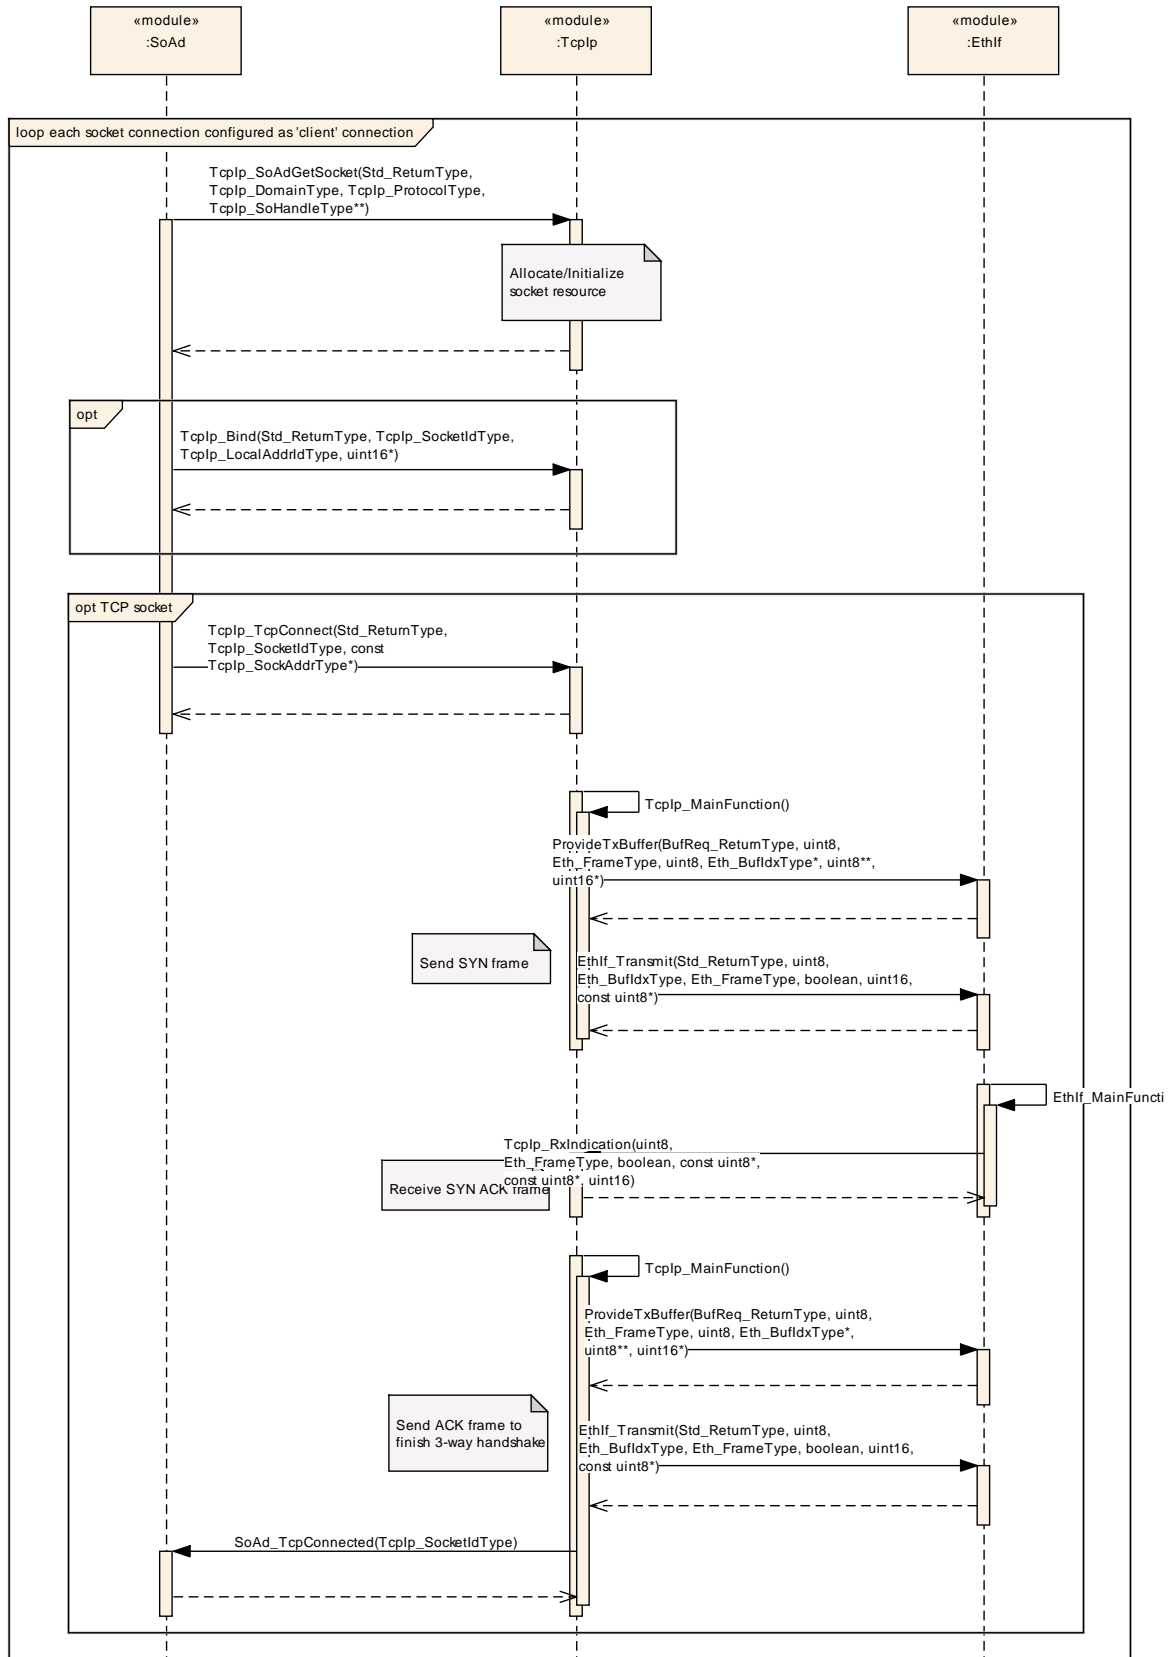 «module»
:SoAd
«module»
:TcpIp
«module»
:EthIf
loop each socket connection configured as 'client' connection
TcpIp_SoAdGetSocket(Std_ReturnType,
TcpIp_DomainType, TcpIp_ProtocolType,
TcpIp_SoHandleType**)
Allocate/Initialize
socket resource
opt
TcpIp_Bind(Std_ReturnType, TcpIp_SocketIdType,
TcpIp_LocalAddrIdType, uint16*)
opt TCP socket
TcpIp_TcpConnect(Std_ReturnType,
TcpIp_SocketIdType, const
TcpIp_SockAddrType*)
TcpIp_MainFunction()
ProvideTxBuffer(BufReq_ReturnType, uint8,
Eth_FrameType, uint8, Eth_BufIdxType*, uint8**,
uint16*)
Send SYN frame
EthIf_Transmit(Std_ReturnType, uint8,
Eth_BufIdxType, Eth_FrameType, boolean, uint16,
const uint8*)
EthIf_MainFuncti
TcpIp_RxIndication(uint8,
Eth_FrameType, boolean, const uint8*,
const uint8*, uint16)
Receive SYN ACK frame
TcpIp_MainFunction()
ProvideTxBuffer(BufReq_ReturnType, uint8,
Eth_FrameType, uint8, Eth_BufIdxType*,
uint8**, uint16*)
Send ACK frame to
finish 3-way handshake
EthIf_Transmit(Std_ReturnType, uint8,
Eth_BufIdxType, Eth_FrameType, boolean, uint16,
const uint8*)
SoAd_TcpConnected(TcpIp_SocketIdType)